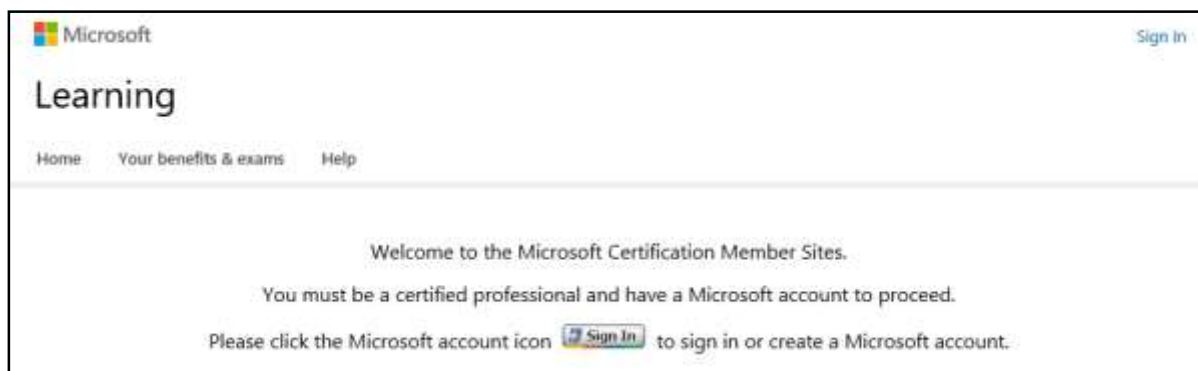 Microsoft
Sign in
Learning
Home Your benefits & exams Help
Welcome to the Microsoft Certification Member Sites.
You must be a certified professional and have a Microsoft account to proceed.
Please click the Microsoft account icon Sign In to sign in or create a Microsoft account.